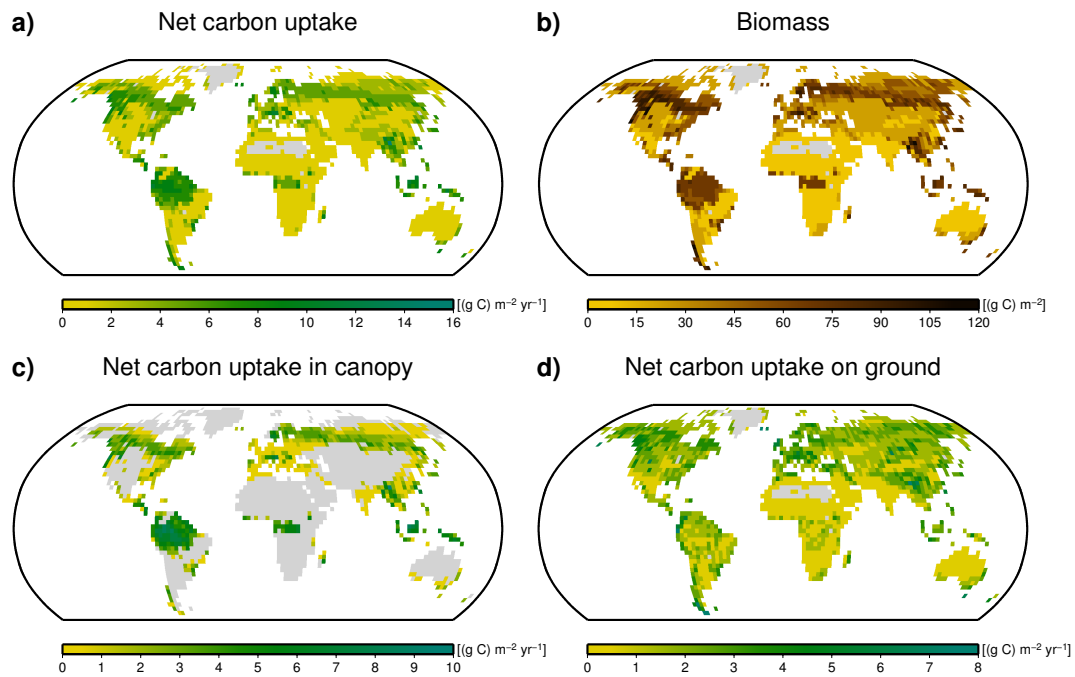 a) Net carbon uptake
b) Biomass
0 2 4 6 8 10 12 14 16 [(g C) m⁻² yr⁻¹]
0 15 30 45 60 75 90 105 120 [(g C) m⁻²]
c) Net carbon uptake in canopy
d) Net carbon uptake on ground
0 1 2 3 4 5 6 7 8 9 10 [(g C) m⁻² yr⁻¹]
0 1 2 3 4 5 6 7 8 [(g C) m⁻² yr⁻¹]